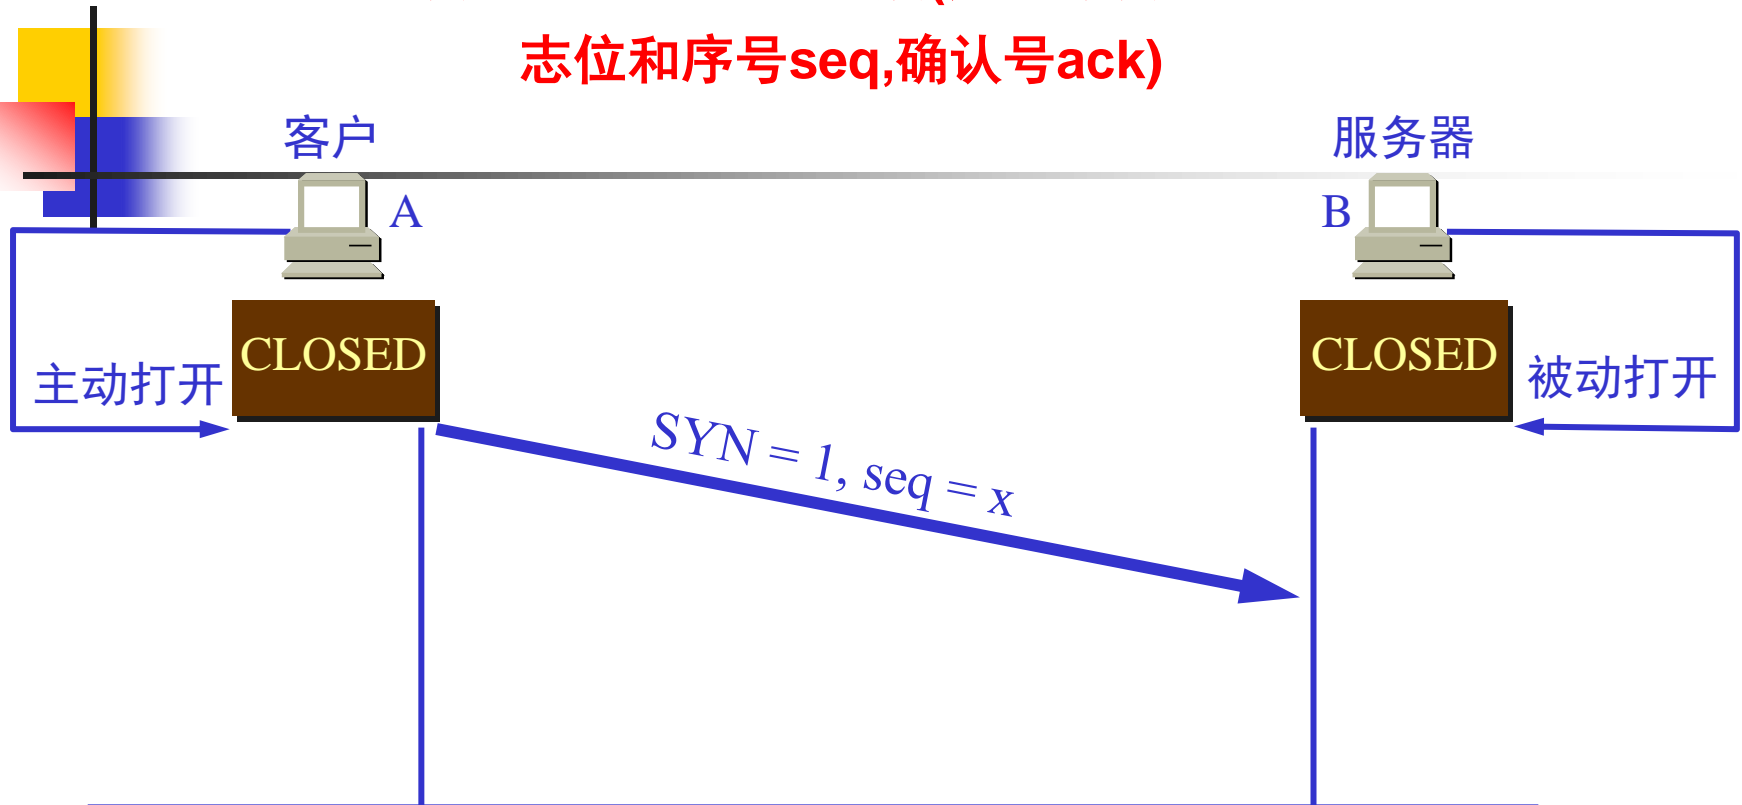 志位和序号seq,确认号ack)
客户
服务器
A
B
CLOSED
CLOSED
主动打开
被动打开
SYN = 1, seq = x